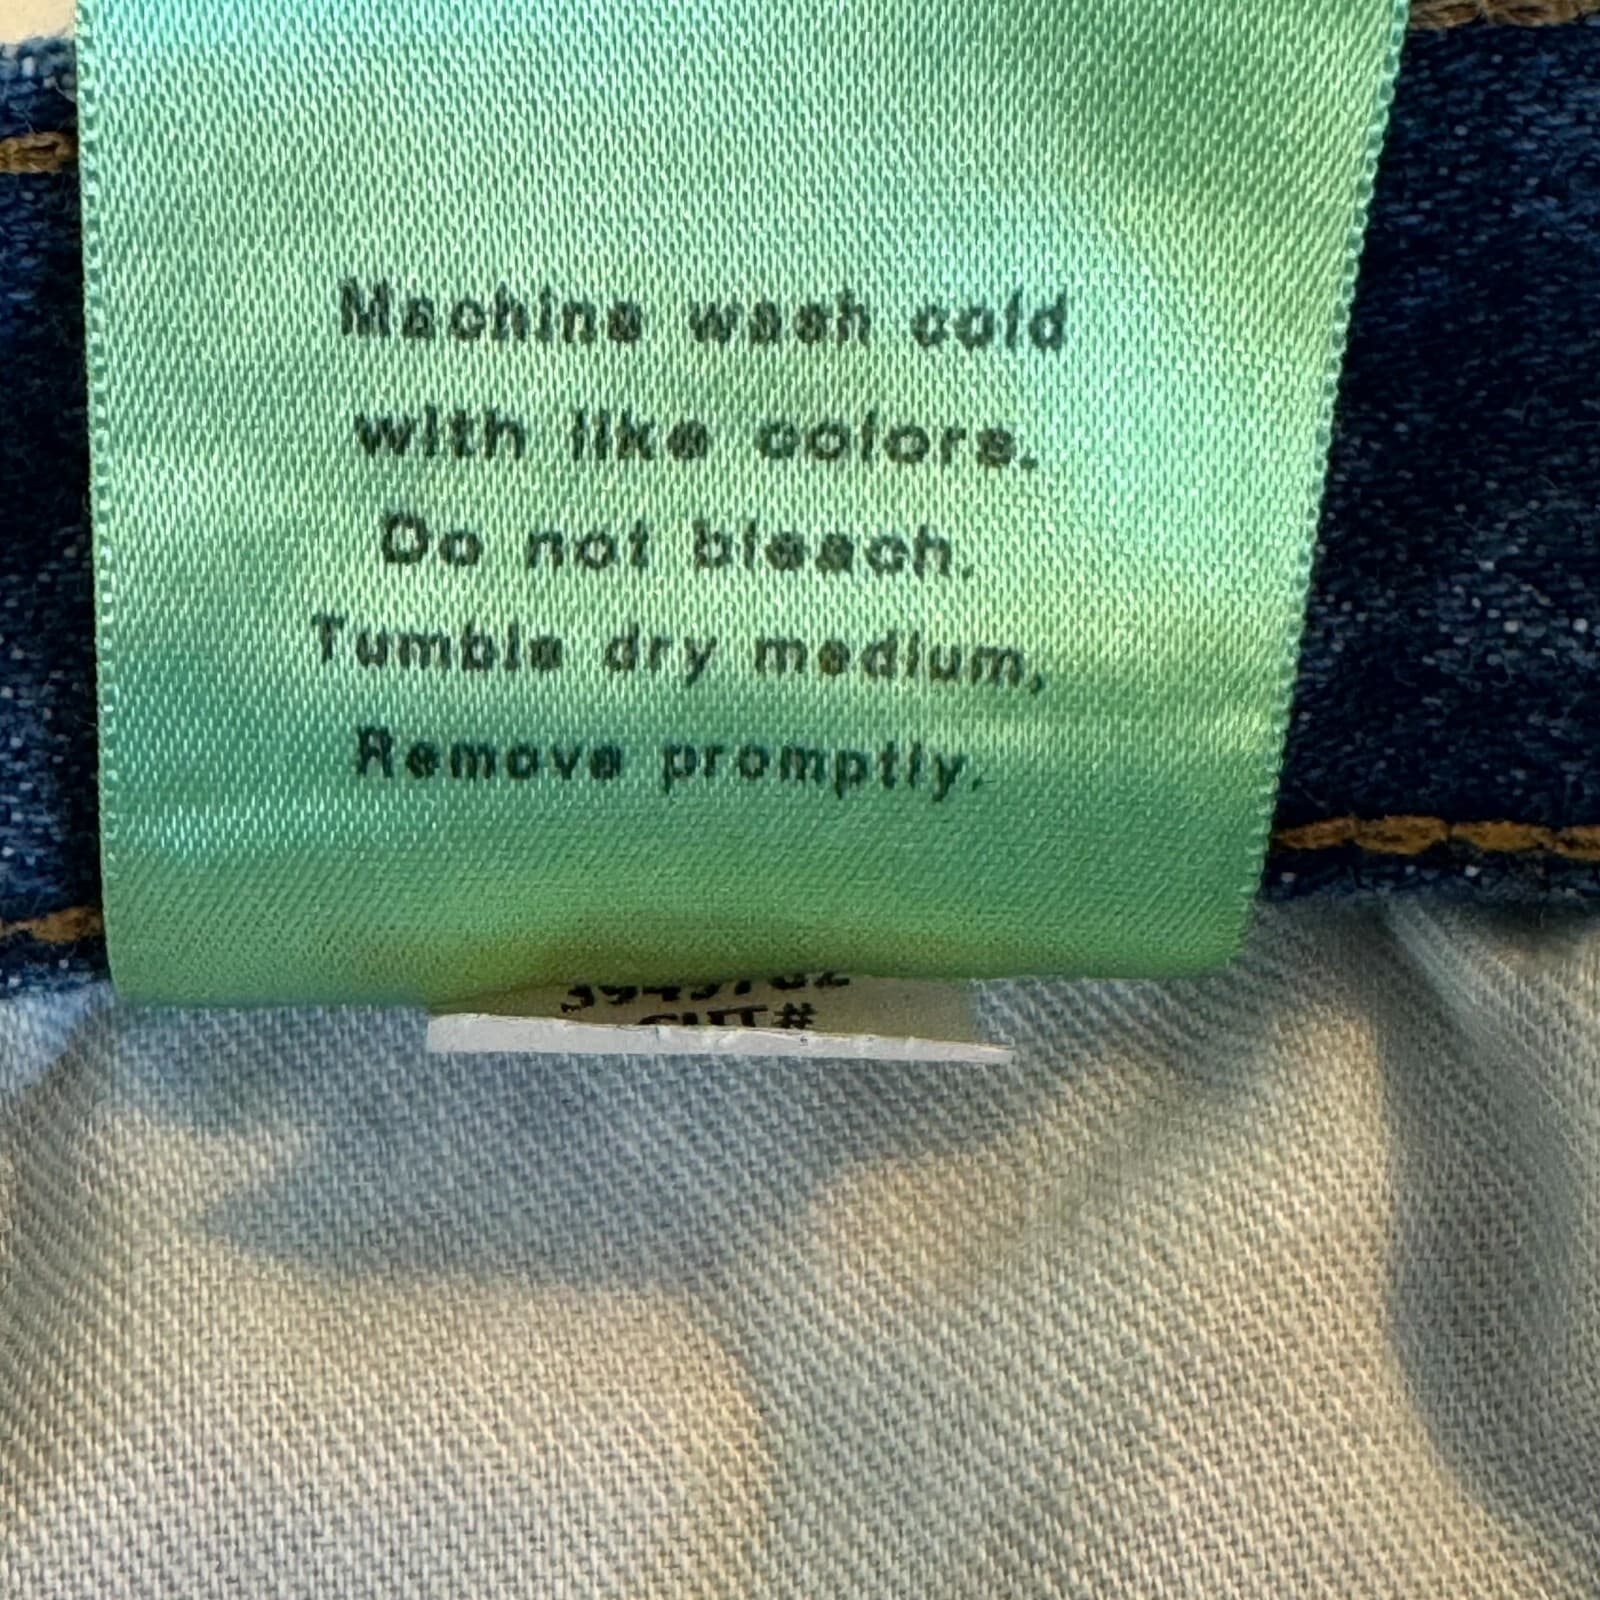 Machine wash cold
with like colors.
Do not bleach.
Tumble dry medium,
Remove promptly.
CUT#